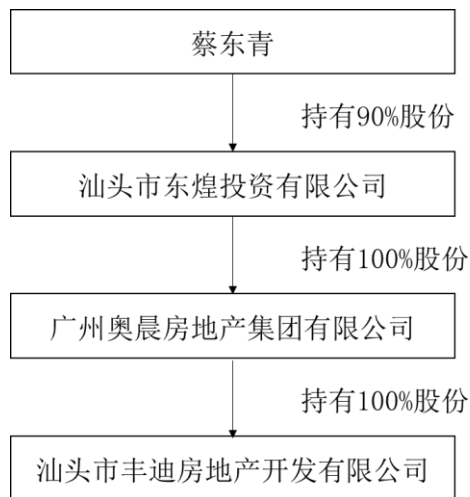 蔡东青
持有90%股份
汕头市东煌投资有限公司
持有100%股份
广州奥晨房地产集团有限公司
持有100%股份
汕头市丰迪房地产开发有限公司